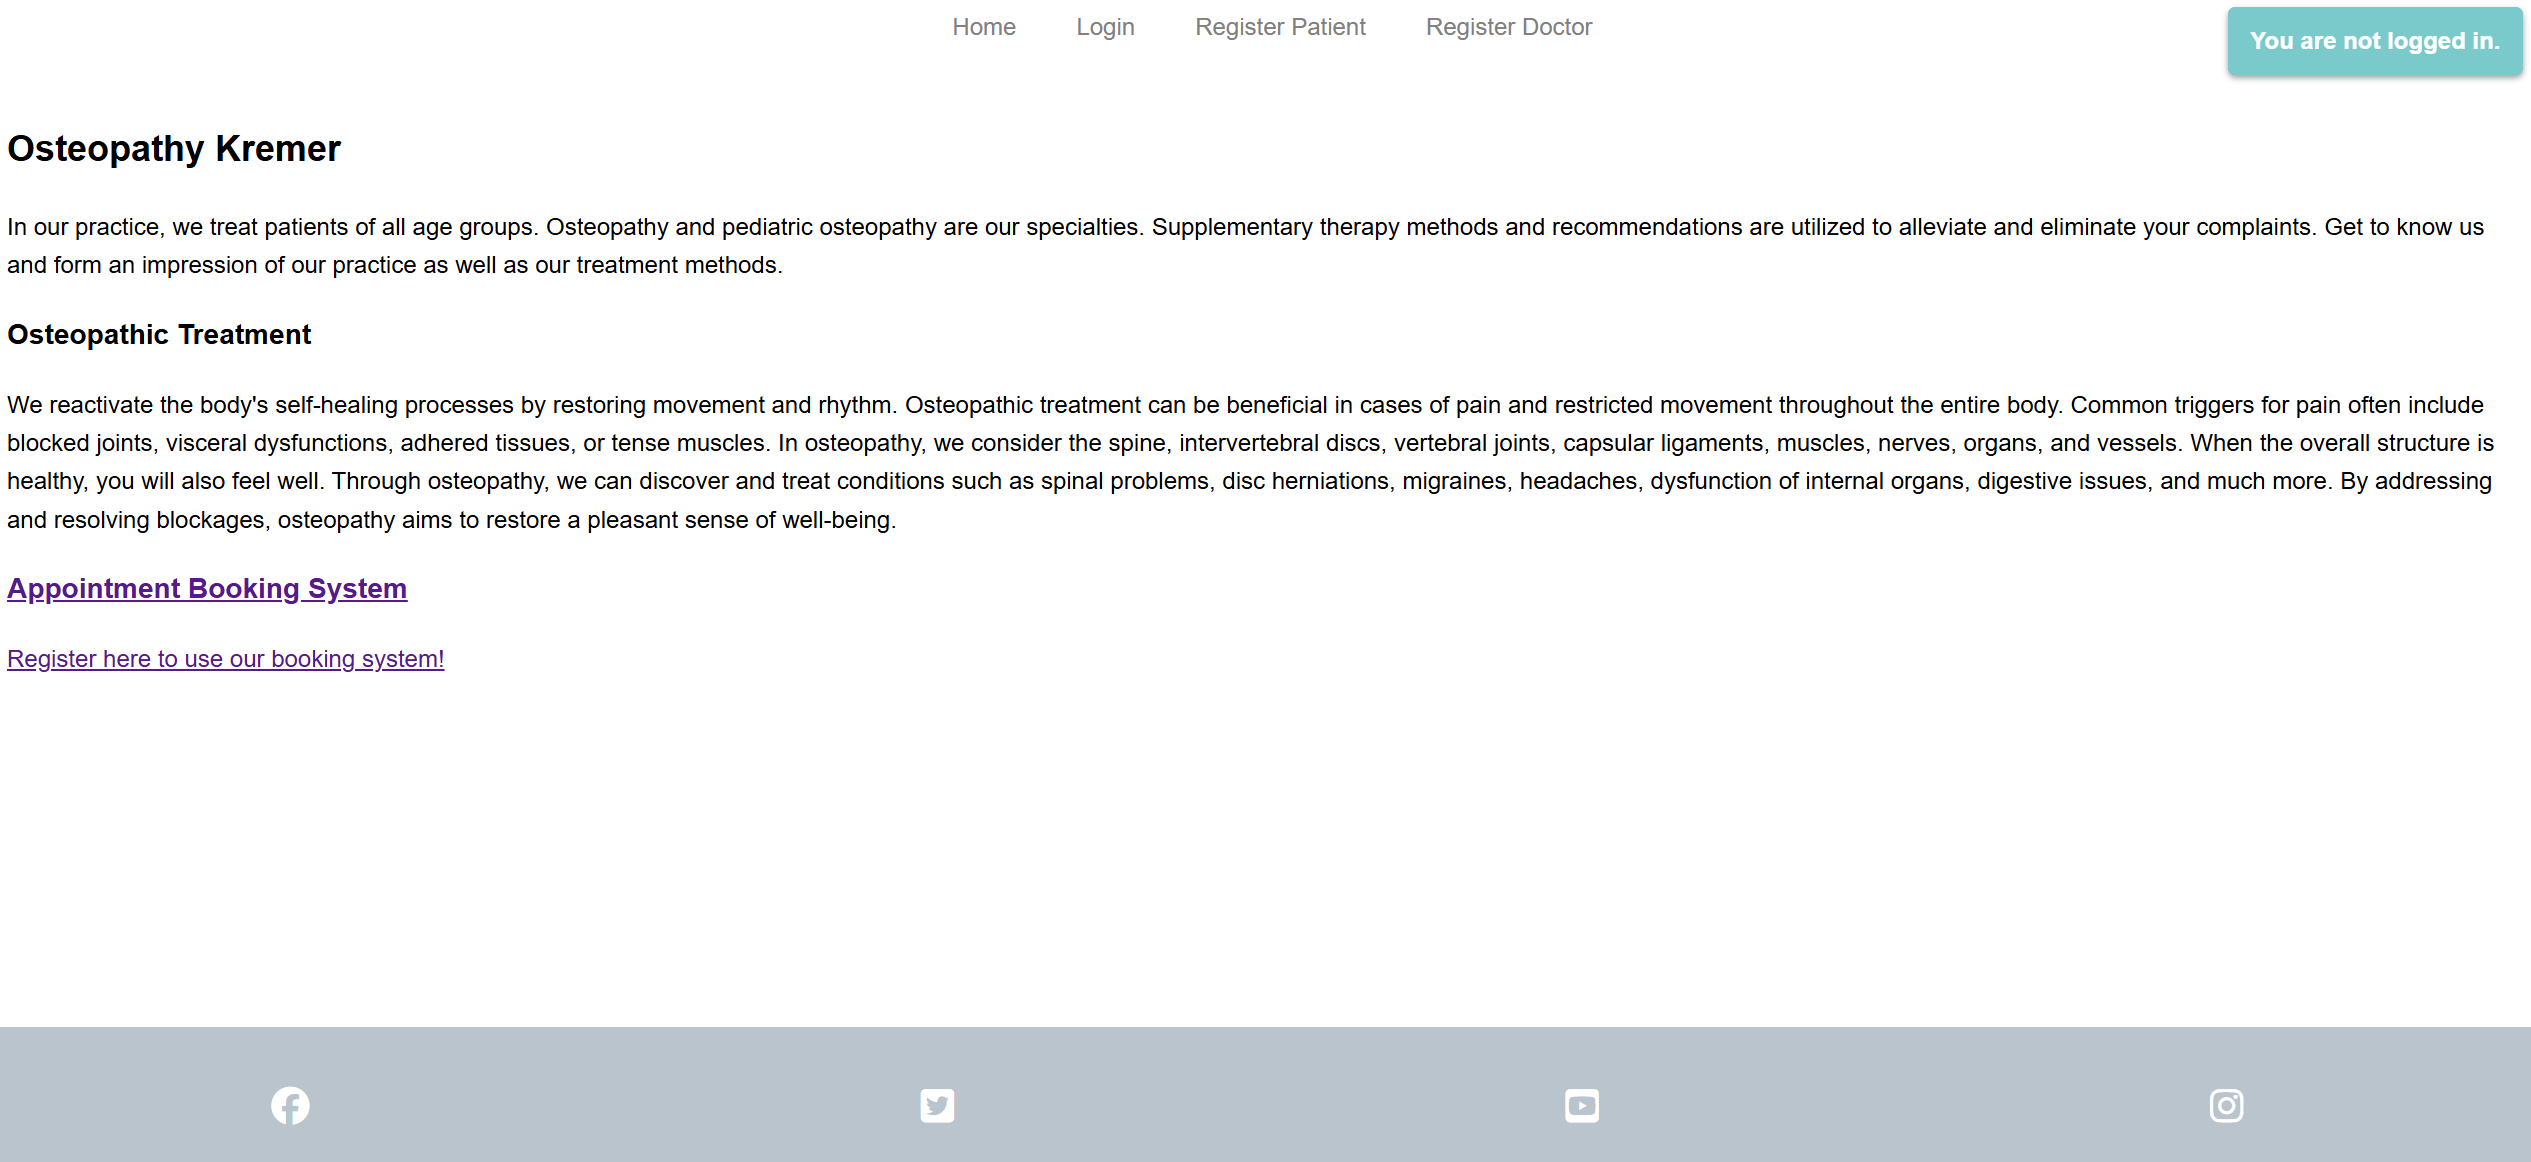 Home Login Register Patient Register Doctor
You are not logged in.
Osteopathy Kremer
In our practice, we treat patients of all age groups. Osteopathy and pediatric osteopathy are our specialties. Supplementary therapy methods and recommendations are utilized to alleviate and eliminate your complaints. Get to know us
and form an impression of our practice as well as our treatment methods.
Osteopathic Treatment
We reactivate the body's self-healing processes by restoring movement and rhythm. Osteopathic treatment can be beneficial in cases of pain and restricted movement throughout the entire body. Common triggers for pain often include
blocked joints, visceral dysfunctions, adhered tissues, or tense muscles. In osteopathy, we consider the spine, intervertebral discs, vertebral joints, capsular ligaments, muscles, nerves, organs, and vessels. When the overall structure is
healthy, you will also feel well. Through osteopathy, we can discover and treat conditions such as spinal problems, disc herniations, migraines, headaches, dysfunction of internal organs, digestive issues, and much more. By addressing
and resolving blockages, osteopathy aims to restore a pleasant sense of well-being.
Appointment Booking System
Register here to use our booking system!